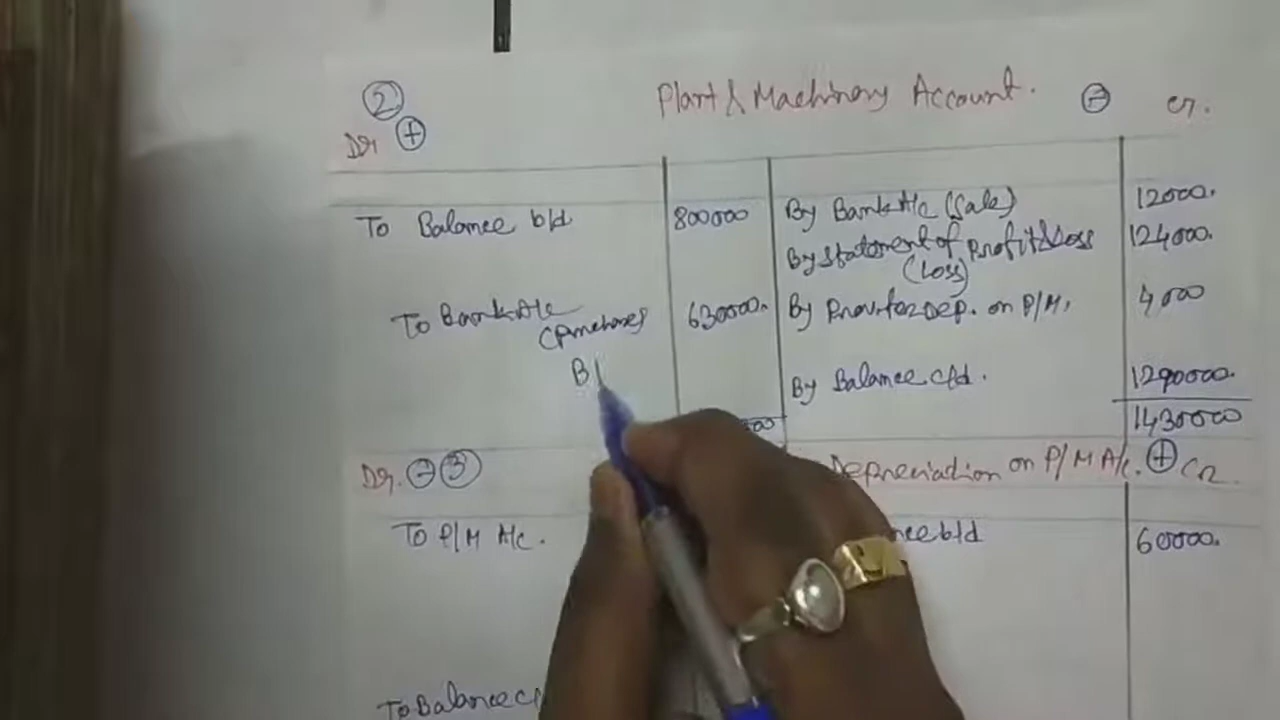 ②
Plant & Machinery Account. ⊖ Cr.
Dr. ⊕
To Balance b/d 800000 By Bank A/c (Sale) 12000.
By Statement of Profit & Loss 124000.
(Loss)
To Bank A/c 630000. By Prov. for Dep. on P/M. 4000
(Purchases)
B
By Balance c/d. 1290000.
1430000
Dr. ⊖ ③ Depreciation on P/M A/c. ⊕ Cr.
To P/M A/c. b/d 60000.
To Balance c/